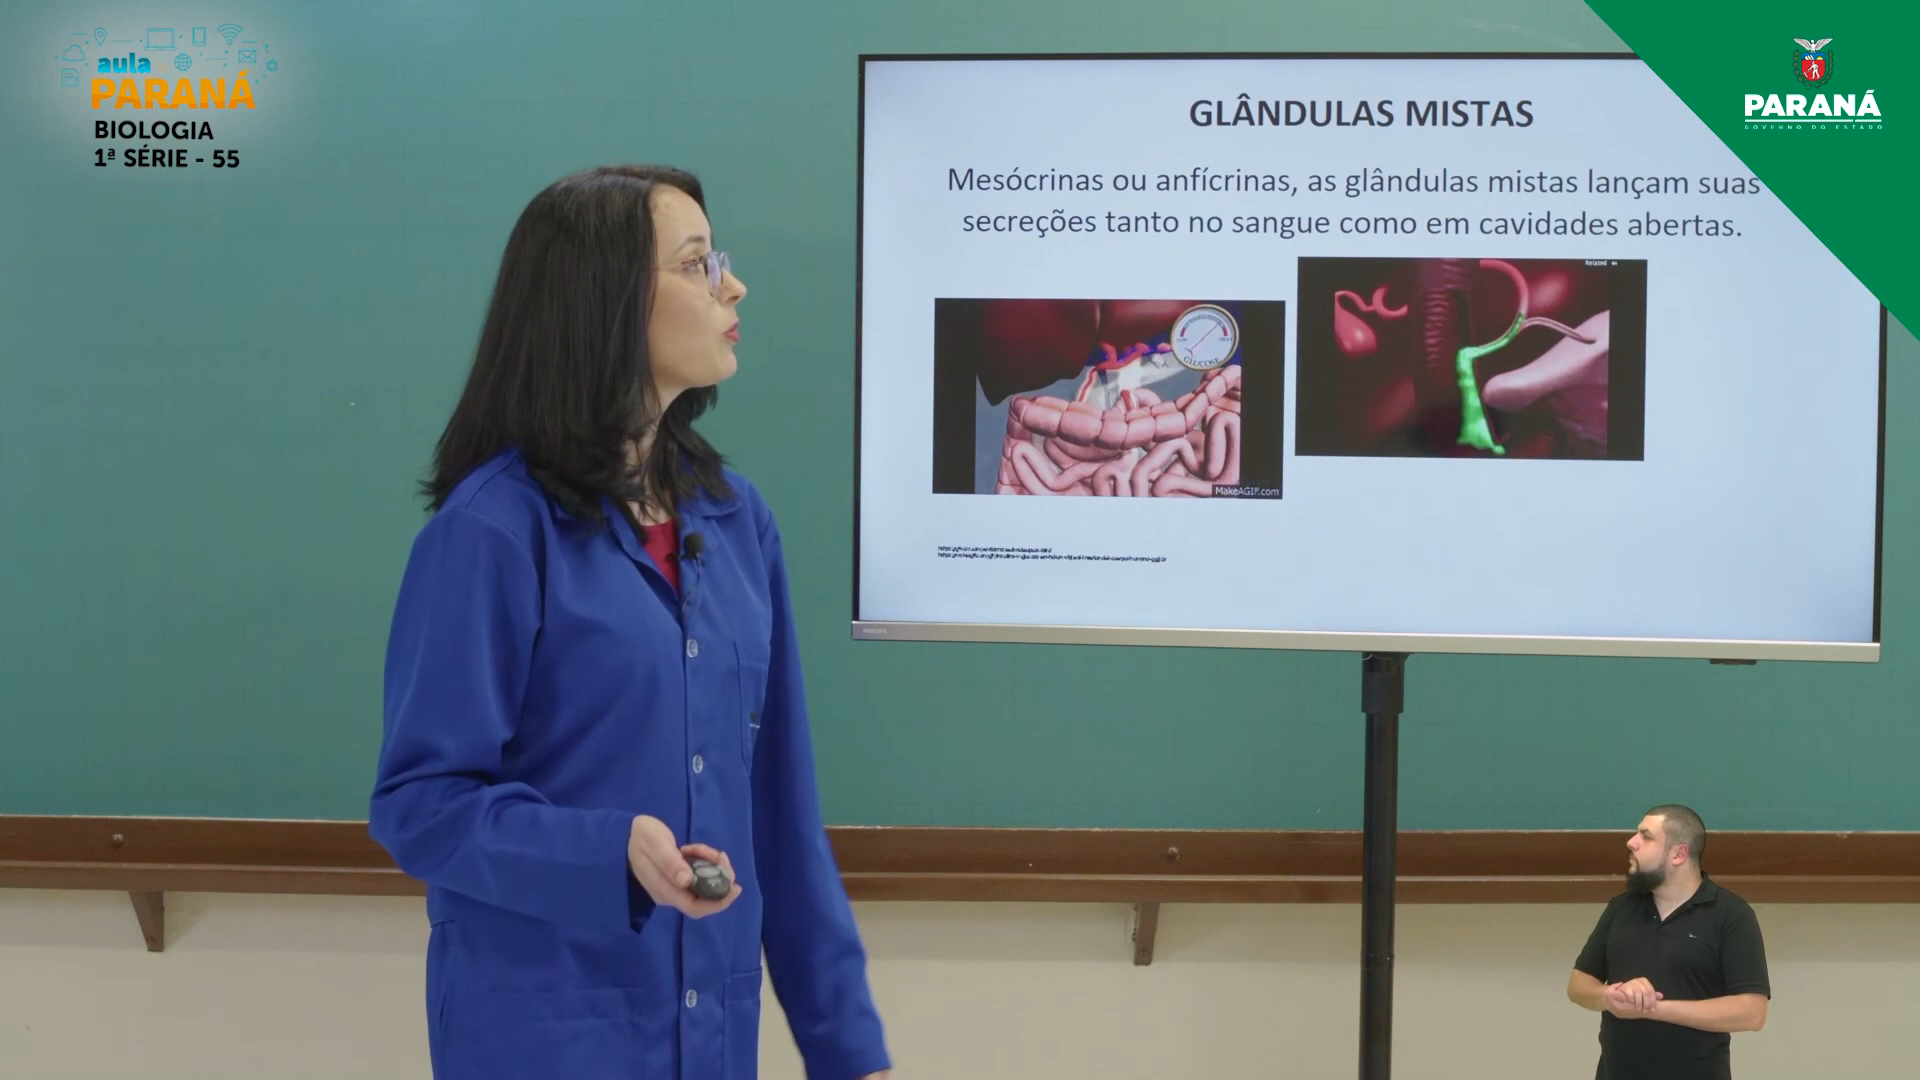 aula
PARANÁ
BIOLOGIA
1ª SÉRIE - 55
PARANÁ
GOVERNO DO ESTADO
GLÂNDULAS MISTAS
Mesócrinas ou anfícrinas, as glândulas mistas lançam suas
secreções tanto no sangue como em cavidades abertas.
Related
GLUCOSE
MakeAGIF.com
PHILIPS